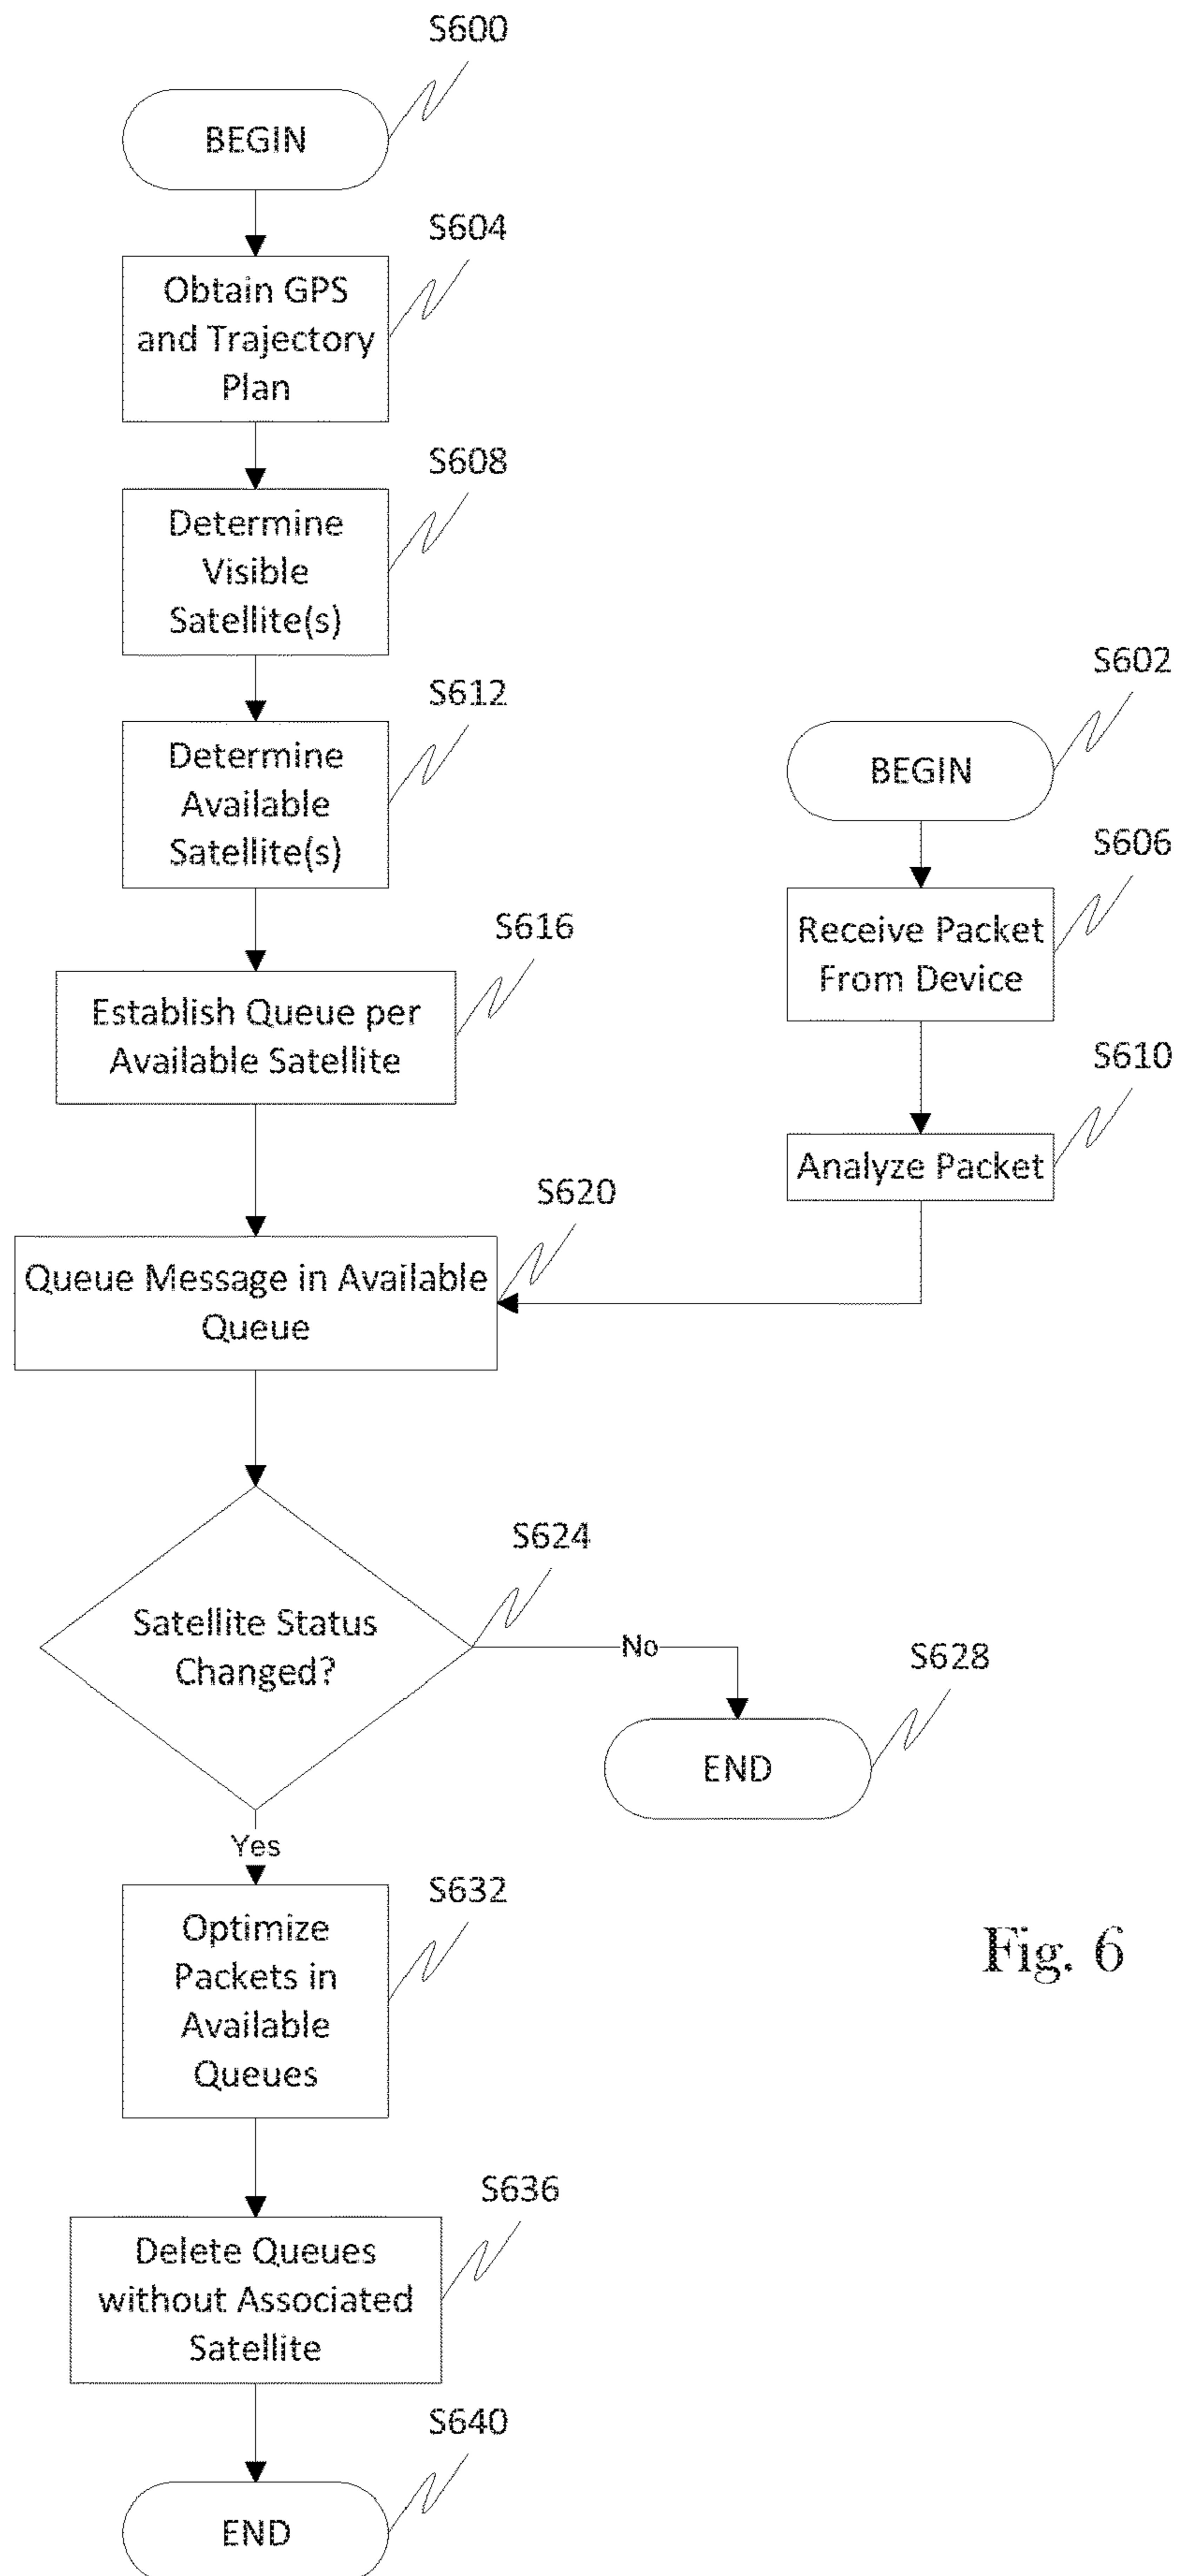 S600
BEGIN
S604
Obtain GPS
and Trajectory
Plan
S608
Determine
Visible
Satellite(s)
S612
Determine
Available
Satellite(s)
S602
BEGIN
S606
Receive Packet
From Device
S616
Establish Queue per
Available Satellite
S610
Analyze Packet
S620
Queue Message in Available
Queue
S624
Satellite Status
Changed?
No
S628
END
Yes
S632
Optimize
Packets in
Available
Queues
Fig. 6
S636
Delete Queues
without Associated
Satellite
S640
END